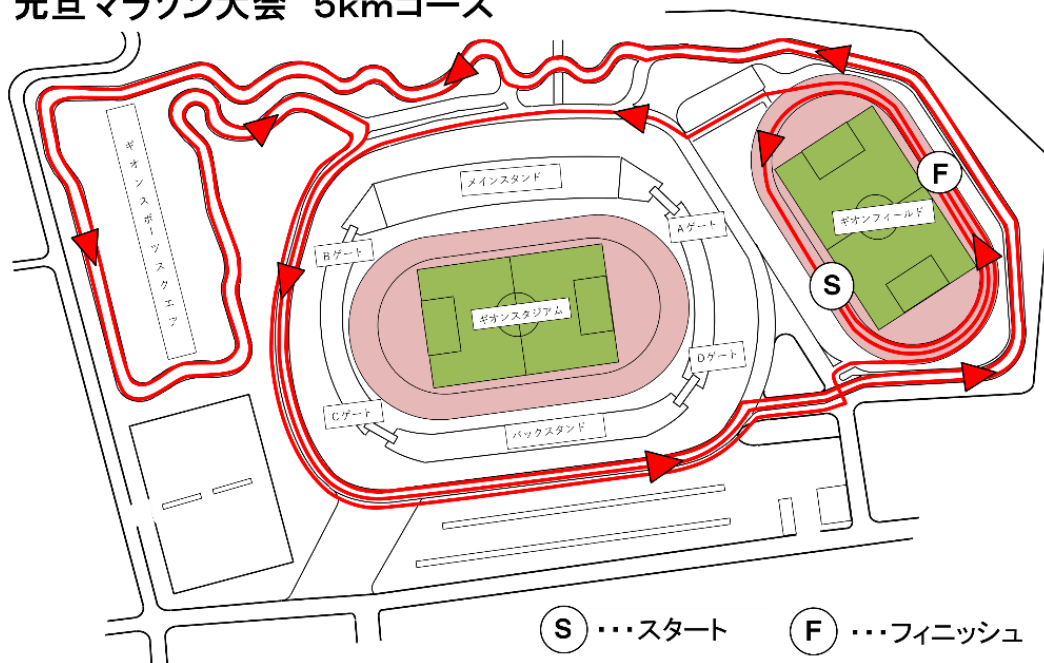 元旦マラソン大会 5kmコース
ギオンスポーツスクエア
メインスタンド
Aゲート
Bゲート
ギオンフィールド
F
S
ギオンスタジアム
Dゲート
Cゲート
バックスタンド
S ・・・スタート
F ・・・フィニッシュ